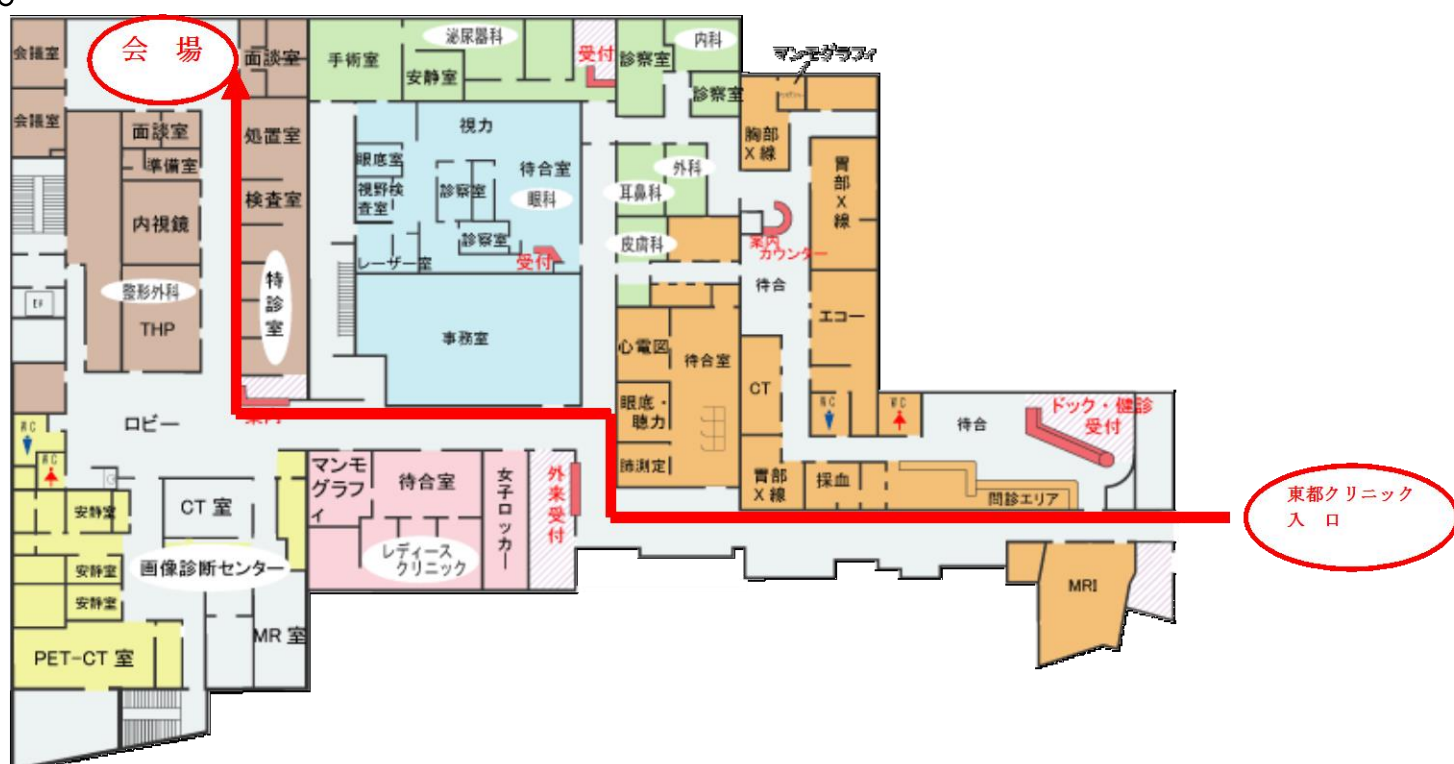 会 場
会議室
面談室
手術室
泌尿器科
安静室
受付
診察室
内科
診察室
マンモグラフィ
会議室
面談室
準備室
処置室
検査室
視力
眼底室
視野検
査室
診察室
待合室
眼科
診察室
受付
レーザー室
外科
耳鼻科
皮膚科
胸部
X線
胃
部
X
線
案内
カウンター
待合
内視鏡
整形外科
THP
特
診
室
事務室
心電図
待合室
エコー
CT
眼底・
聴力
肺測定
WC
WC
待合
ドック・健診
受付
ロビー
案内
WC
WC
マンモ
グラフ
ィ
待合室
女
子
ロ
ッ
カ
ー
外
来
受
付
胃部
X線
採血
問診エリア
東都クリニック
入 口
安静室
CT 室
レディース
クリニック
安静室
画像診断センター
安静室
MRI
MR 室
PET-CT 室